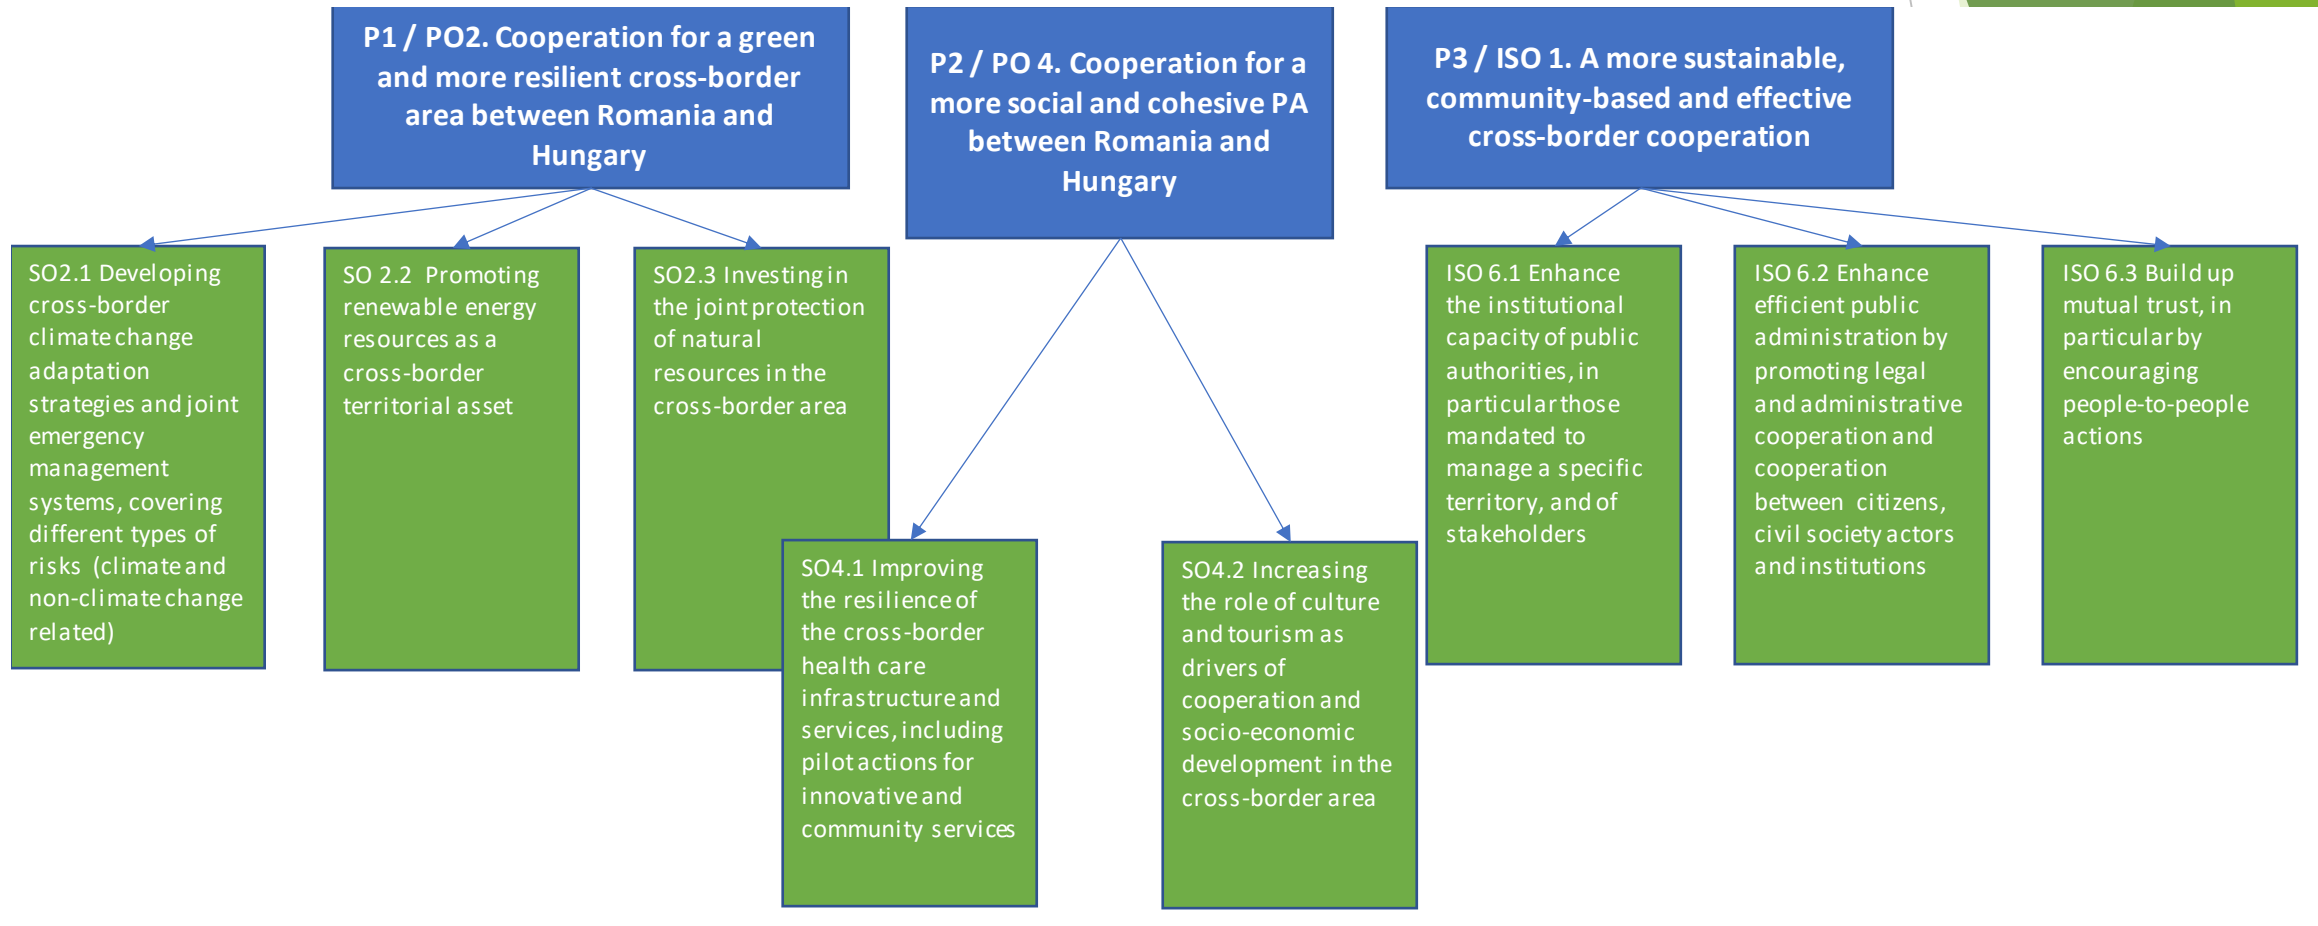 P1 / PO2. Cooperation for a green
and more resilient cross-border
area between Romania and
Hungary
P2 / PO 4. Cooperation for a
more social and cohesive PA
between Romania and
Hungary
P3 / ISO 1. A more sustainable,
community-based and effective
cross-border cooperation
SO2.1 Developing
cross-border
climate change
adaptation
strategies and joint
emergency
management
systems, covering
different types of
risks (climate and
non-climate change
related)
SO 2.2 Promoting
renewable energy
resources as a
cross-border
territorial asset
SO2.3 Investing in
the joint protection
of natural
resources in the
cross-border area
SO4.1 Improving
the resilience of
the cross-border
health care
infrastructure and
services, including
pilot actions for
innovative and
community services
SO4.2 Increasing
the role of culture
and tourism as
drivers of
cooperation and
socio-economic
development in the
cross-border area
ISO 6.1 Enhance
the institutional
capacity of public
authorities, in
particular those
mandated to
manage a specific
territory, and of
stakeholders
ISO 6.2 Enhance
efficient public
administration by
promoting legal
and administrative
cooperation and
cooperation
between citizens,
civil society actors
and institutions
ISO 6.3 Build up
mutual trust, in
particular by
encouraging
people-to-people
actions